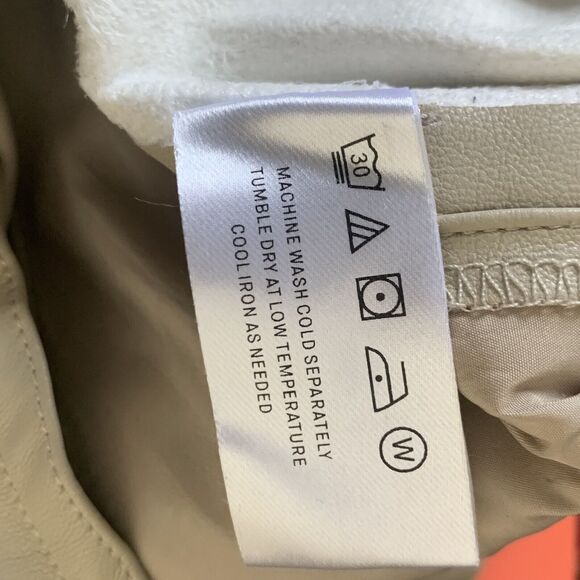 30
W
MACHINE WASH COLD SEPARATELY
TUMBLE DRY AT LOW TEMPERATURE
COOL IRON AS NEEDED